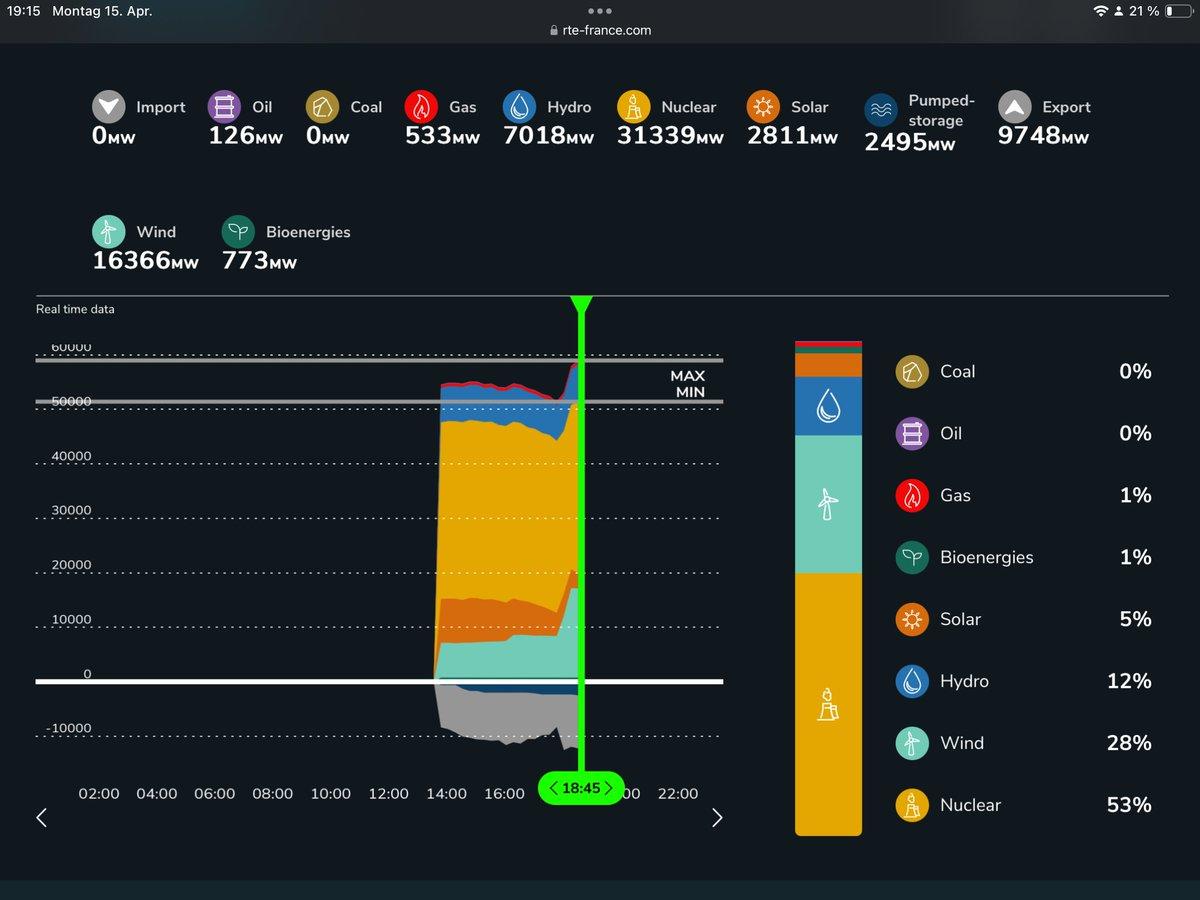 19:15 Montag 15. Apr.
21 %
rte-france.com
Import Oil Coal Gas Hydro Nuclear Solar Pumped-storage Export
0MW 126MW 0MW 533MW 7018MW 31339MW 2811MW 2495MW 9748MW
Wind Bioenergies
16366MW 773MW
Real time data
60000
MAX
MIN
50000
40000
30000
20000
10000
0
-10000
02:00 04:00 06:00 08:00 10:00 12:00 14:00 16:00 18:45 00 22:00
Coal 0%
Oil 0%
Gas 1%
Bioenergies 1%
Solar 5%
Hydro 12%
Wind 28%
Nuclear 53%